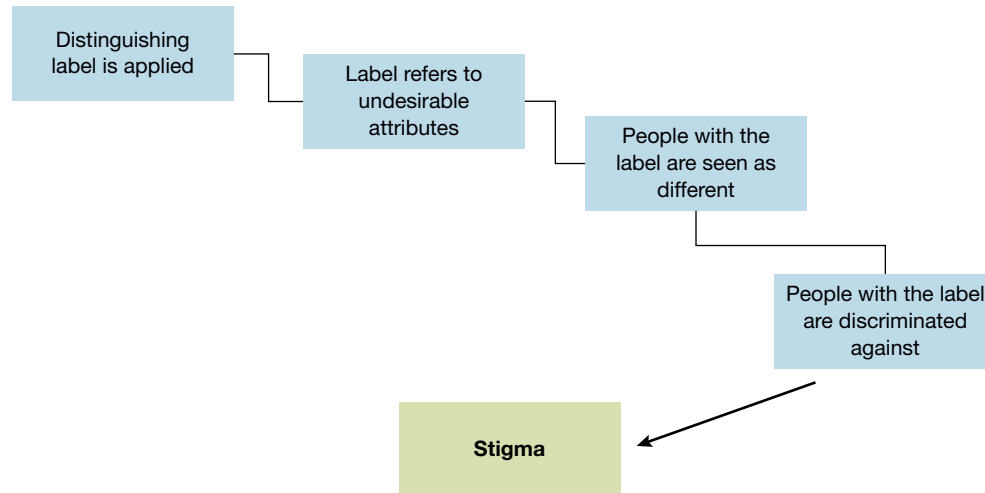 Distinguishing
label is applied
Label refers to
undesirable
attributes
People with the
label are seen as
different
People with the label
are discriminated
against
Stigma